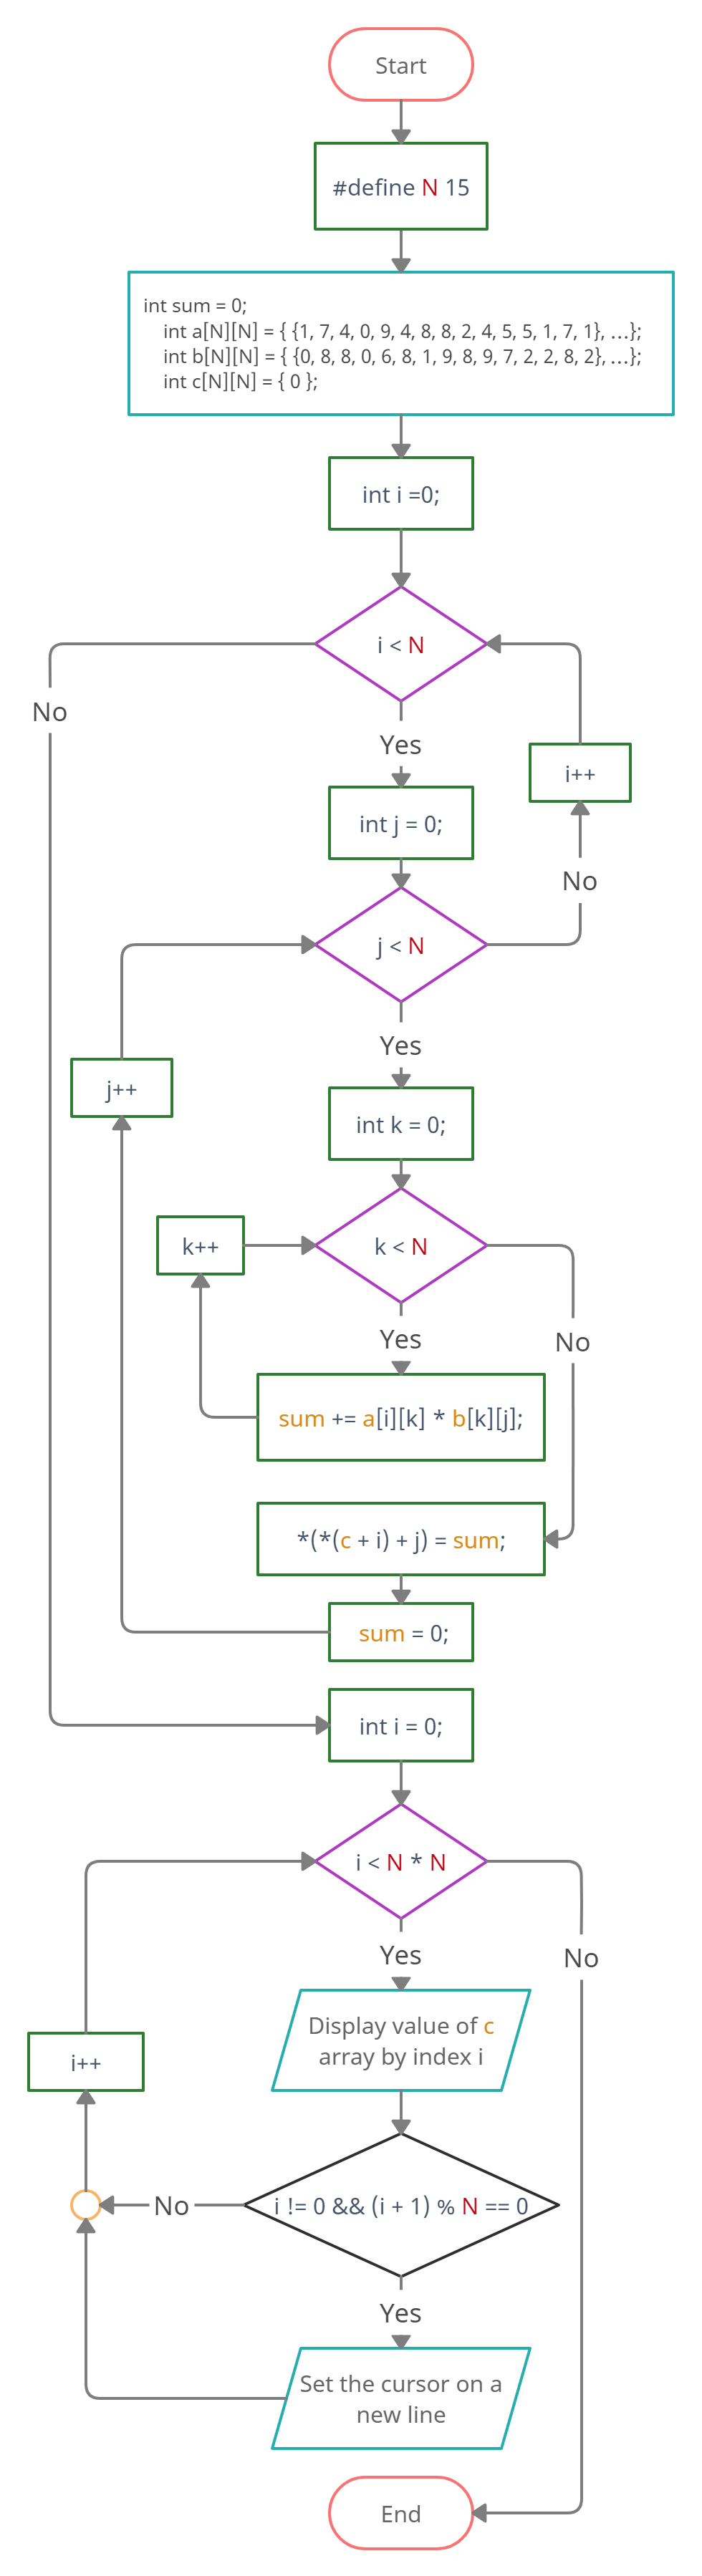 Start
#define N 15
int sum = 0;
int a[N][N] = { {1, 7, 4, 0, 9, 4, 8, 8, 2, 4, 5, 5, 1, 7, 1}, ...};
int b[N][N] = { {0, 8, 8, 0, 6, 8, 1, 9, 8, 9, 7, 2, 2, 8, 2}, ...};
int c[N][N] = { 0 };
int i =0;
i < N
No
Yes
i++
int j = 0;
No
j < N
Yes
j++
int k = 0;
k++
k < N
Yes
No
sum += a[i][k] * b[k][j];
*(*(c + i) + j) = sum;
sum = 0;
int i = 0;
i < N * N
Yes
No
Display value of c
array by index i
i++
No
i != 0 && (i + 1) % N == 0
Yes
Set the cursor on a
new line
End